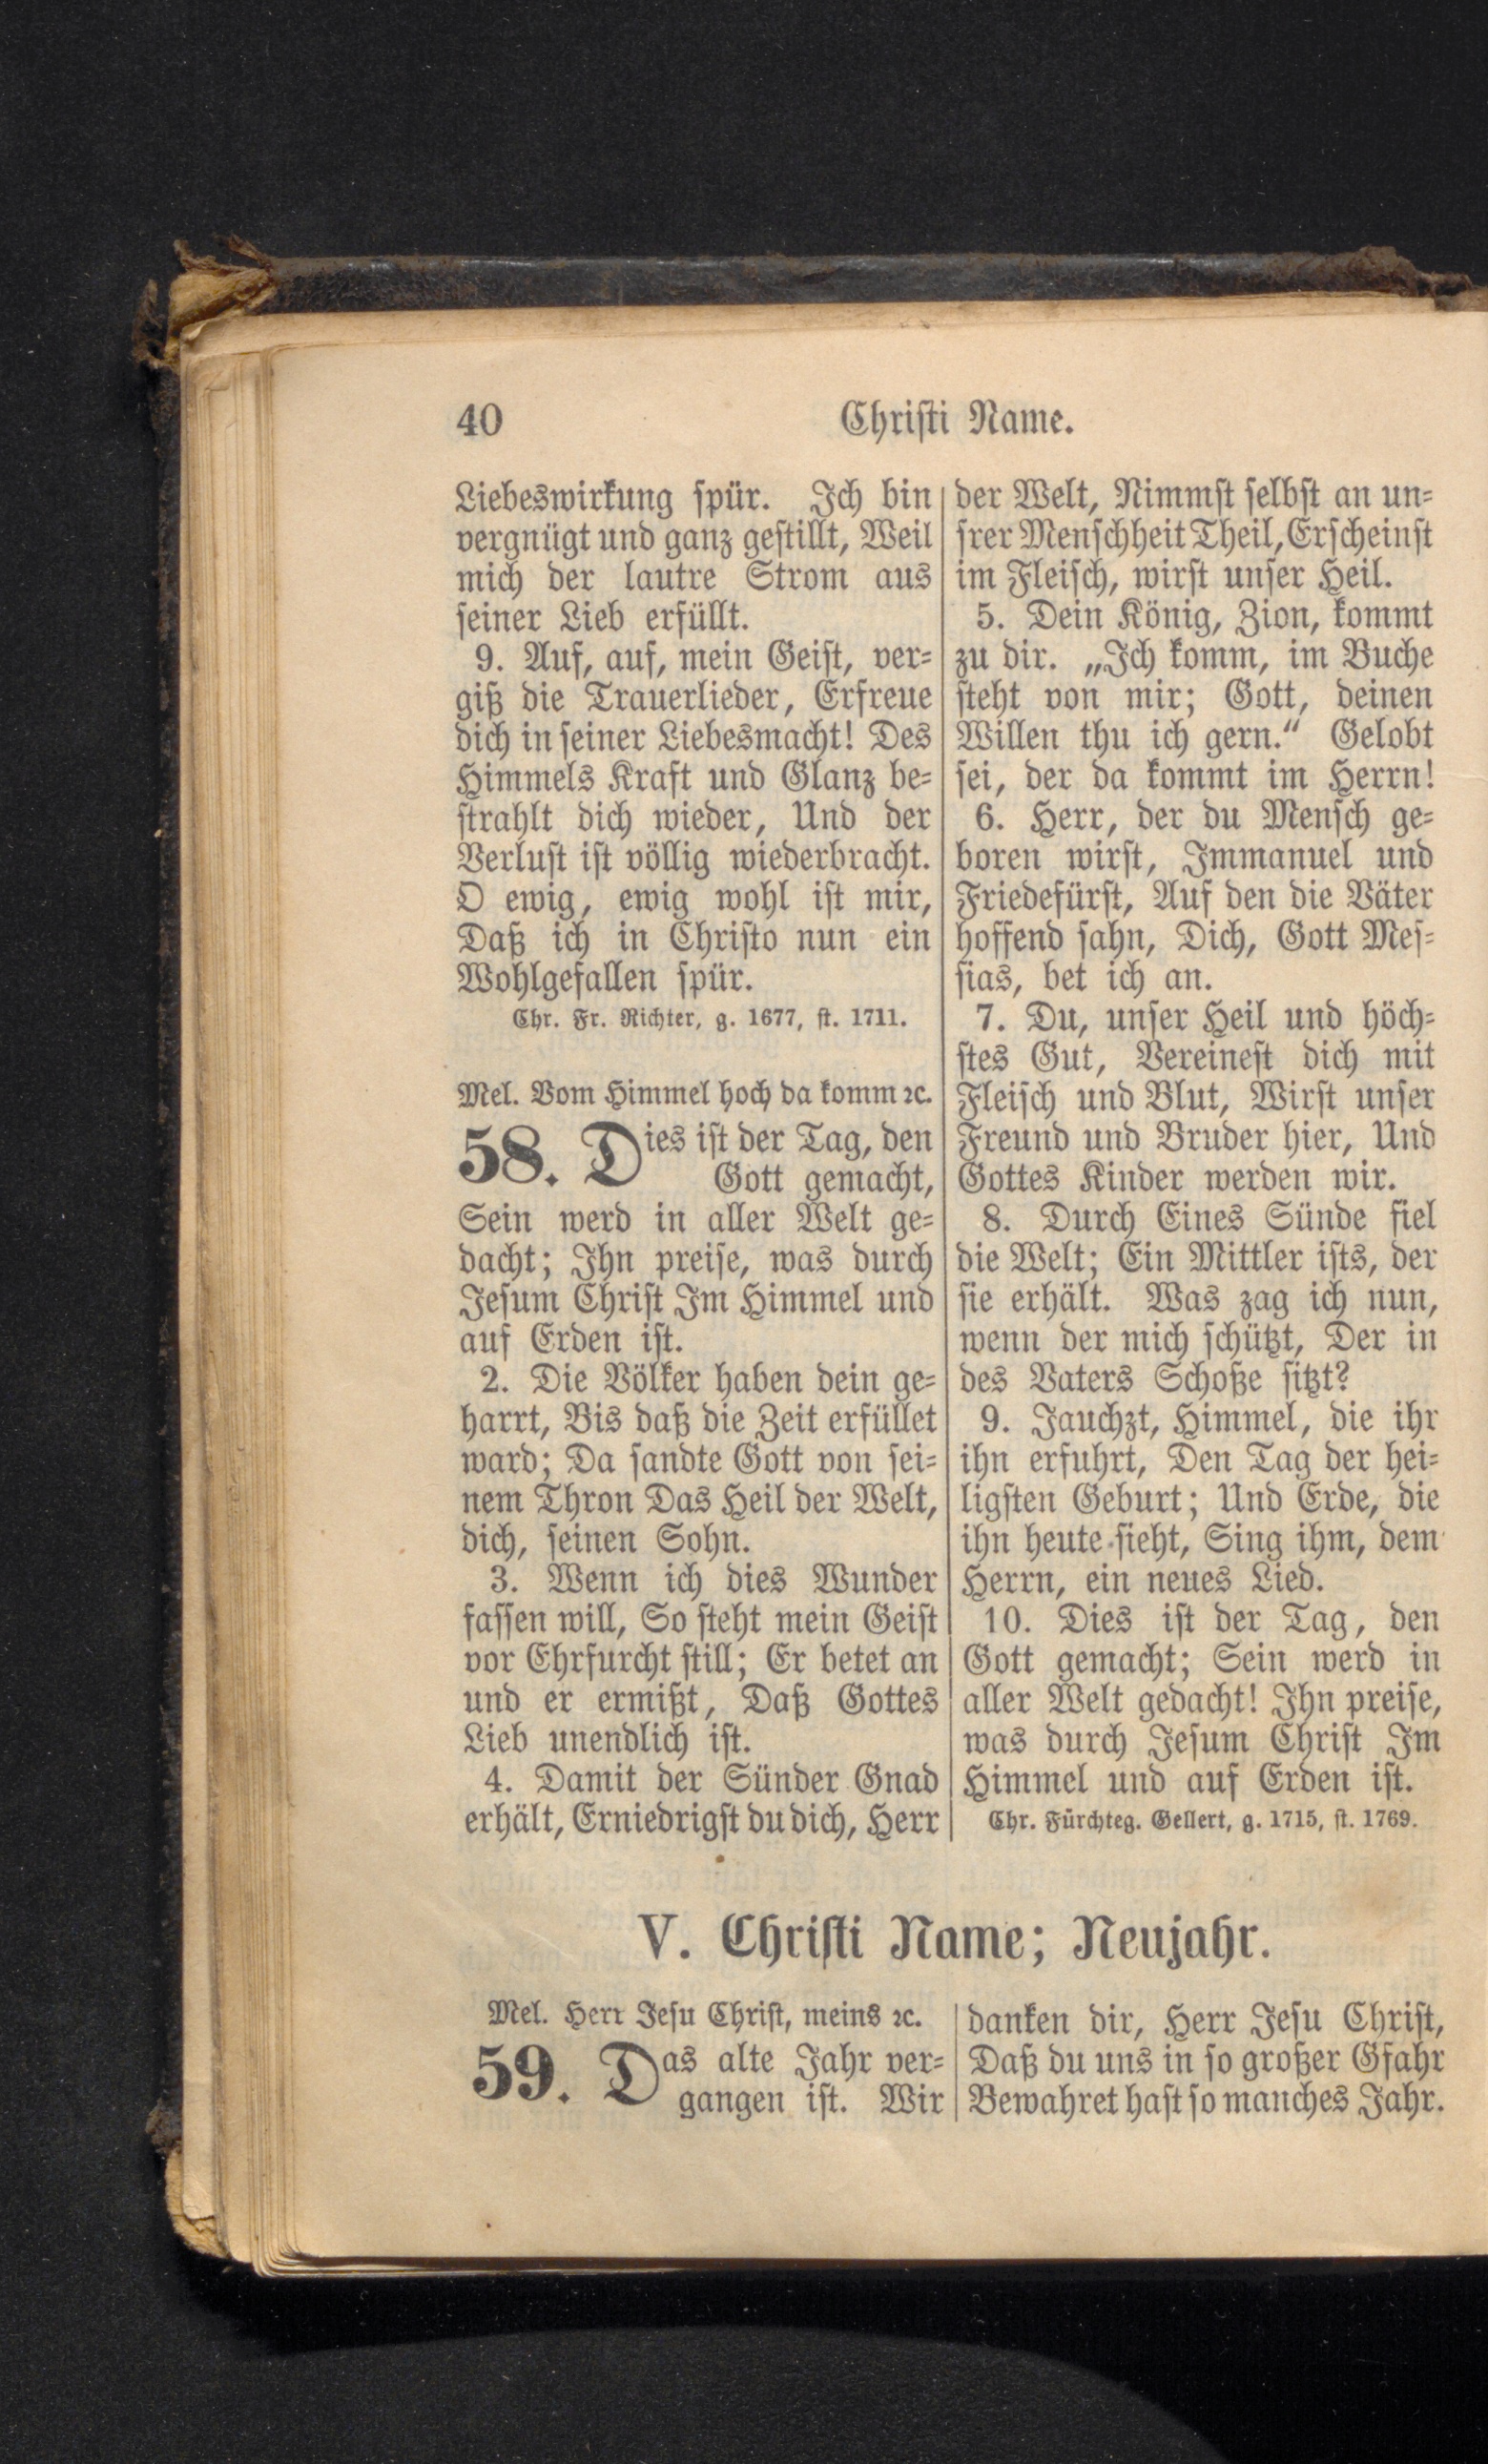 40
Christi Name.
Liebeswirkung spür. Ich bin
vergnügt und ganz gestillt, Weil
mich der lautre Strom aus
seiner Lieb erfüllt.
9. Auf, auf, mein Geist, ver-
giß die Trauerlieder, Erfreue
dich in seiner Liebesmacht! Des
Himmels Kraft und Glanz be-
strahlt dich wieder, Und der
Verlust ist völlig wiederbracht.
O ewig, ewig wohl ist mir,
Daß ich in Christo nun ein
Wohlgefallen spür.
Chr. Fr. Richter, g. 1677, st. 1711.
Mel. Vom Himmel hoch da komm ꝛc.
58. Dies ist der Tag, den
Gott gemacht,
Sein werd in aller Welt ge-
dacht; Ihn preise, was durch
Jesum Christ Im Himmel und
auf Erden ist.
2. Die Völker haben dein ge-
harrt, Bis daß die Zeit erfüllet
ward; Da sandte Gott von sei-
nem Thron Das Heil der Welt,
dich, seinen Sohn.
3. Wenn ich dies Wunder
fassen will, So steht mein Geist
vor Ehrfurcht still; Er betet an
und er ermißt, Daß Gottes
Lieb unendlich ist.
4. Damit der Sünder Gnad
erhält, Erniedrigst du dich, Herr
der Welt, Nimmst selbst an un-
srer Menschheit Theil, Erscheinst
im Fleisch, wirst unser Heil.
5. Dein König, Zion, kommt
zu dir. „Ich komm, im Buche
steht von mir; Gott, deinen
Willen thu ich gern.“ Gelobt
sei, der da kommt im Herrn!
6. Herr, der du Mensch ge-
boren wirst, Immanuel und
Friedefürst, Auf den die Väter
hoffend sahn, Dich, Gott Mes-
sias, bet ich an.
7. Du, unser Heil und höch-
stes Gut, Vereinest dich mit
Fleisch und Blut, Wirst unser
Freund und Bruder hier, Und
Gottes Kinder werden wir.
8. Durch Eines Sünde fiel
die Welt; Ein Mittler ists, der
sie erhält. Was zag ich nun,
wenn der mich schützt, Der in
des Vaters Schoße sitzt?
9. Jauchzt, Himmel, die ihr
ihn erfuhrt, Den Tag der hei-
ligsten Geburt; Und Erde, die
ihn heute sieht, Sing ihm, dem
Herrn, ein neues Lied.
10. Dies ist der Tag, den
Gott gemacht; Sein werd in
aller Welt gedacht! Ihn preise,
was durch Jesum Christ Im
Himmel und auf Erden ist.
Chr. Fürchteg. Gellert, g. 1715, st. 1769.
V. Christi Name; Neujahr.
Mel. Herr Jesu Christ, meins ꝛc.
59. Das alte Jahr ver-
gangen ist. Wir
danken dir, Herr Jesu Christ,
Daß du uns in so großer Gfahr
Bewahret hast so manches Jahr.